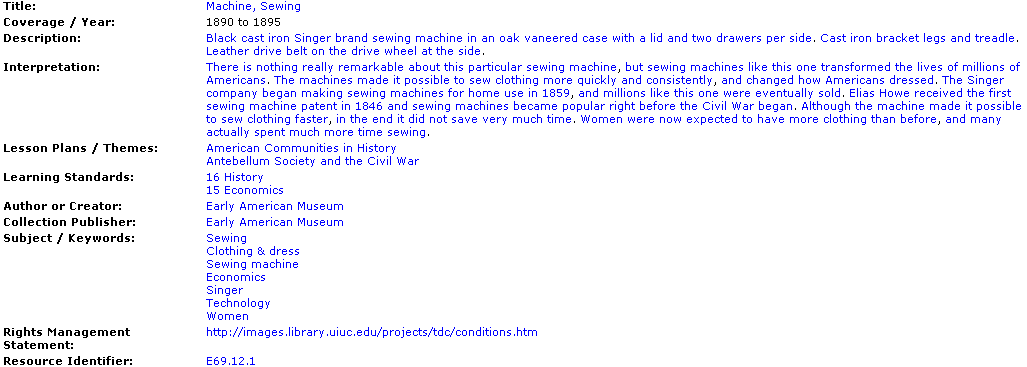 Title: Machine, Sewing
Coverage / Year: 1890 to 1895
Description: Black cast iron Singer brand sewing machine in an oak vaneered case with a lid and two drawers per side. Cast iron bracket legs and treadle.
Leather drive belt on the drive wheel at the side.
Interpretation: There is nothing really remarkable about this particular sewing machine, but sewing machines like this one transformed the lives of millions of
Americans. The machines made it possible to sew clothing more quickly and consistently, and changed how Americans dressed. The Singer
company began making sewing machines for home use in 1859, and millions like this one were eventually sold. Elias Howe received the first
sewing machine patent in 1846 and sewing machines became popular right before the Civil War began. Although the machine made it possible
to sew clothing faster, in the end it did not save very much time. Women were now expected to have more clothing than before, and many
actually spent much more time sewing.
Lesson Plans / Themes: American Communities in History
Antebellum Society and the Civil War
Learning Standards: 16 History
15 Economics
Author or Creator: Early American Museum
Collection Publisher: Early American Museum
Subject / Keywords: Sewing
Clothing & dress
Sewing machine
Economics
Singer
Technology
Women
Rights Management http://images.library.uiuc.edu/projects/tdc/conditions.htm
Statement:
Resource Identifier: E69.12.1